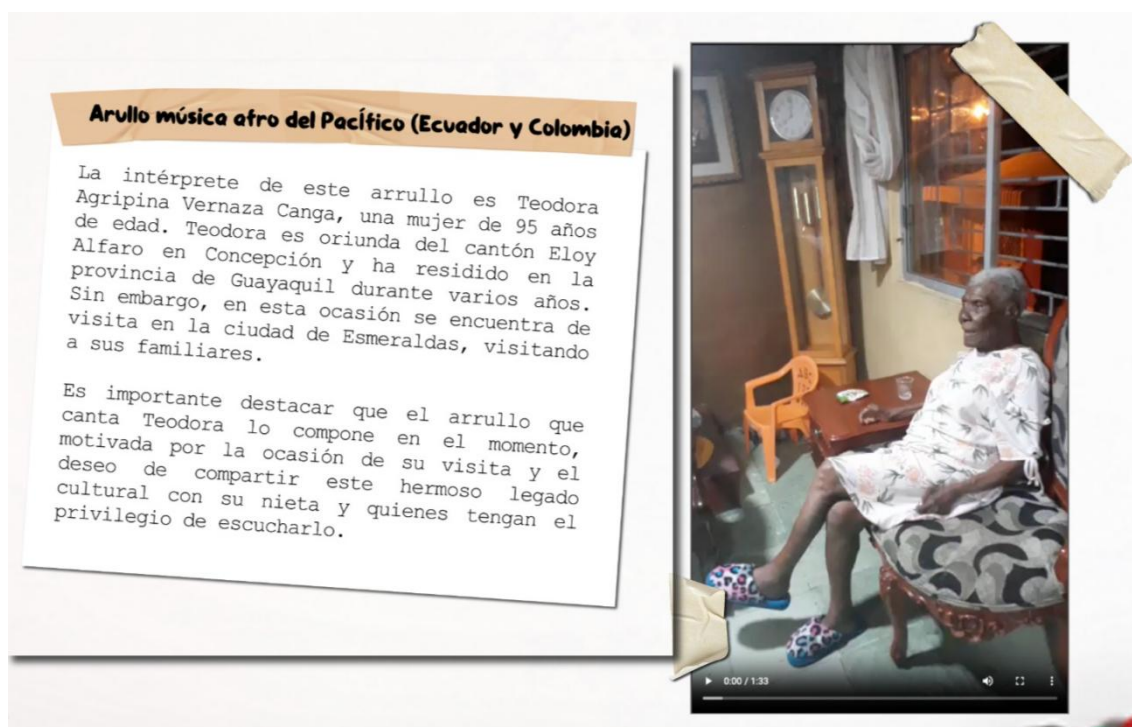 Arullo música afro del PacÍfico (Ecuador y Colombia)
La intérprete de este arrullo es Teodora
Agripina Vernaza Canga, una mujer de 95 años
de edad. Teodora es oriunda del cantón Eloy
Alfaro en Concepción y ha residido en la
provincia de Guayaquil durante varios años.
Sin embargo, en esta ocasión se encuentra de
visita en la ciudad de Esmeraldas, visitando
a sus familiares.
Es importante destacar que el arrullo que
canta Teodora lo compone en el momento,
motivada por la ocasión de su visita y el
deseo de compartir este hermoso legado
cultural con su nieta y quienes tengan el
privilegio de escucharlo.
0:00 / 1:33